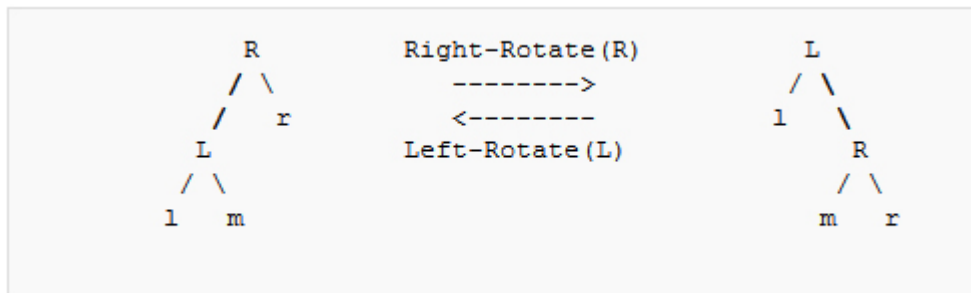 R Right-Rotate(R) L
/ \ --------> / \
/ r <-------- l \
L Left-Rotate(L) R
/ \ / \
l m m r